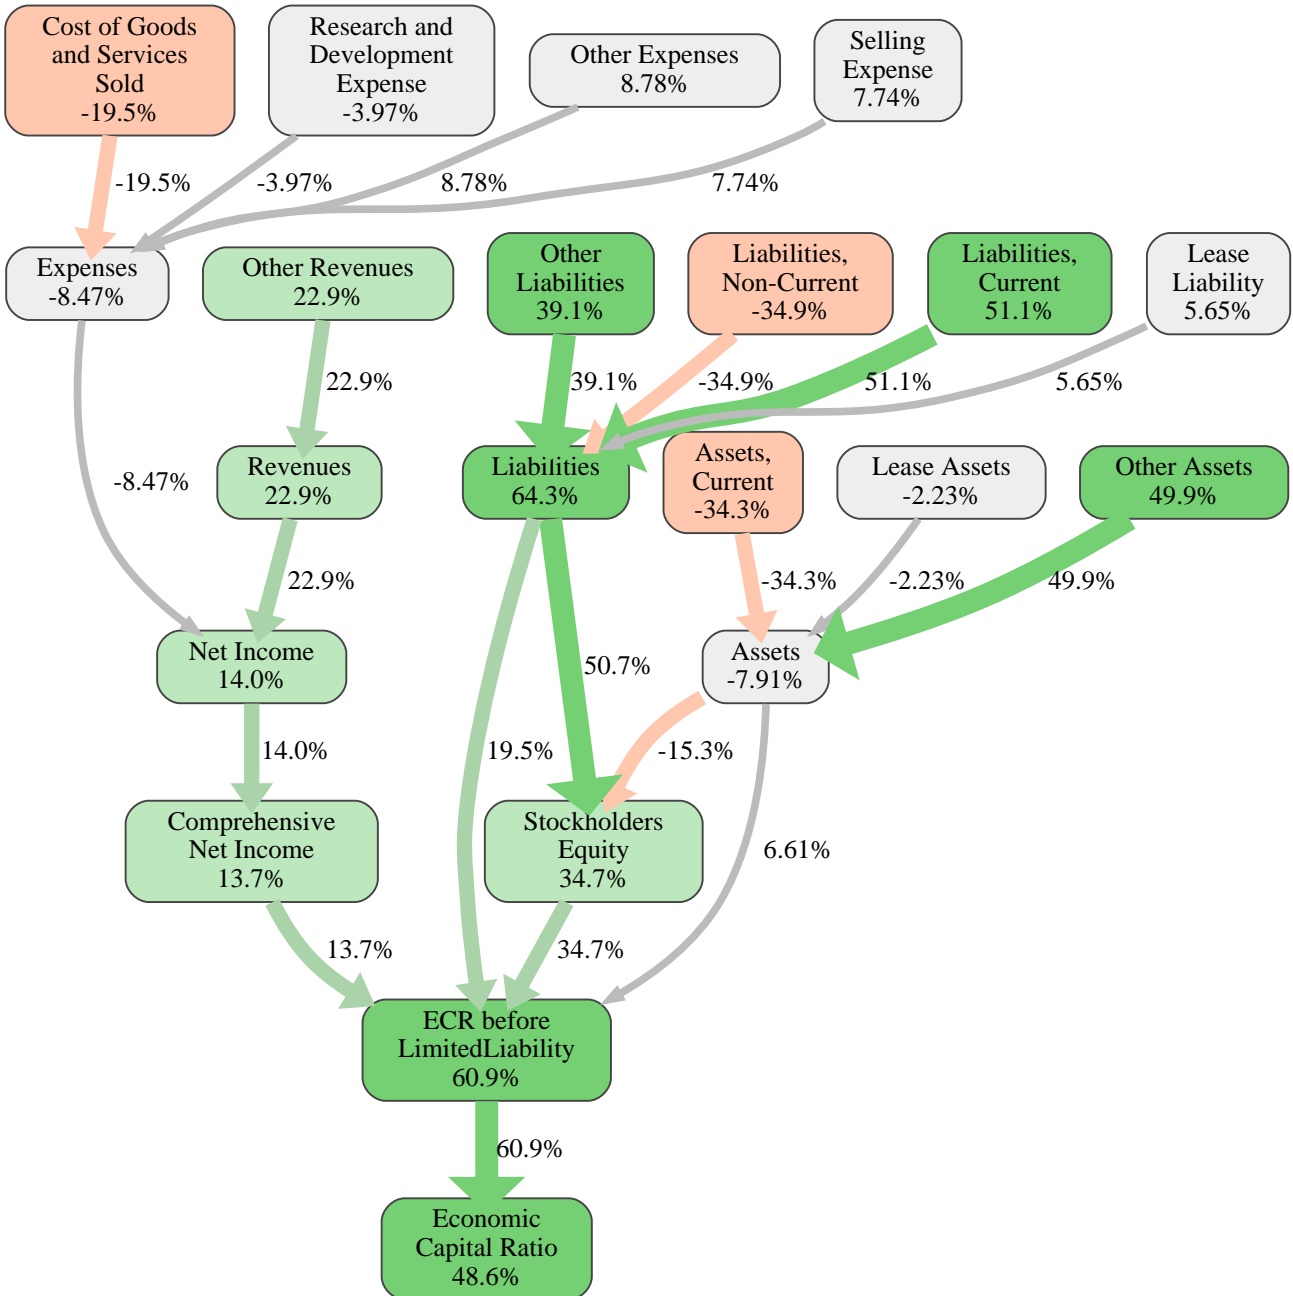 Cost of Goods
and Services
Sold
-19.5%
Research and
Development
Expense
-3.97%
Other Expenses
8.78%
Selling
Expense
7.74%
-19.5%
-3.97%
8.78%
7.74%
Expenses
-8.47%
Other Revenues
22.9%
Other
Liabilities
39.1%
Liabilities,
Non-Current
-34.9%
Liabilities,
Current
51.1%
Lease
Liability
5.65%
22.9%
39.1%
-34.9%
51.1%
5.65%
-8.47%
Revenues
22.9%
Liabilities
64.3%
Assets,
Current
-34.3%
Lease Assets
-2.23%
Other Assets
49.9%
22.9%
-34.3%
-2.23%
49.9%
Net Income
14.0%
50.7%
Assets
-7.91%
14.0%
19.5%
-15.3%
Comprehensive
Net Income
13.7%
Stockholders
Equity
34.7%
6.61%
13.7%
34.7%
ECR before
LimitedLiability
60.9%
60.9%
Economic
Capital Ratio
48.6%